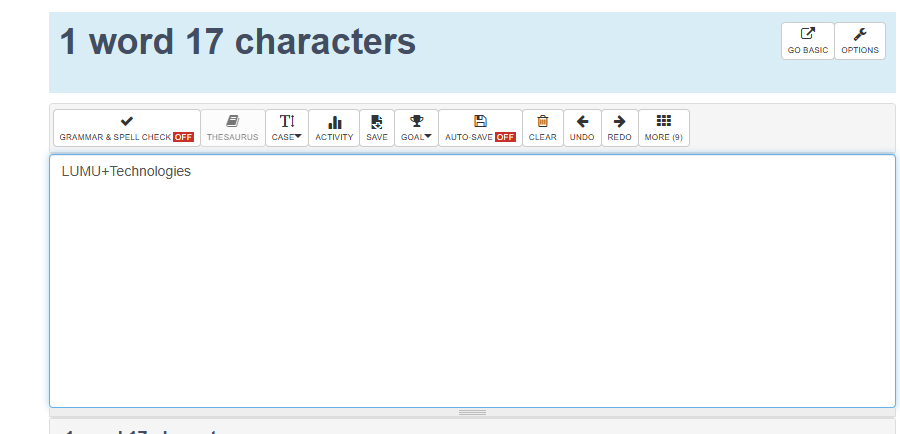 1 word 17 characters
GO BASIC
OPTIONS
GRAMMAR & SPELL CHECK OFF
THESAURUS
CASE
ACTIVITY
SAVE
GOAL
AUTO-SAVE OFF
CLEAR
UNDO
REDO
MORE (9)
LUMU+Technologies